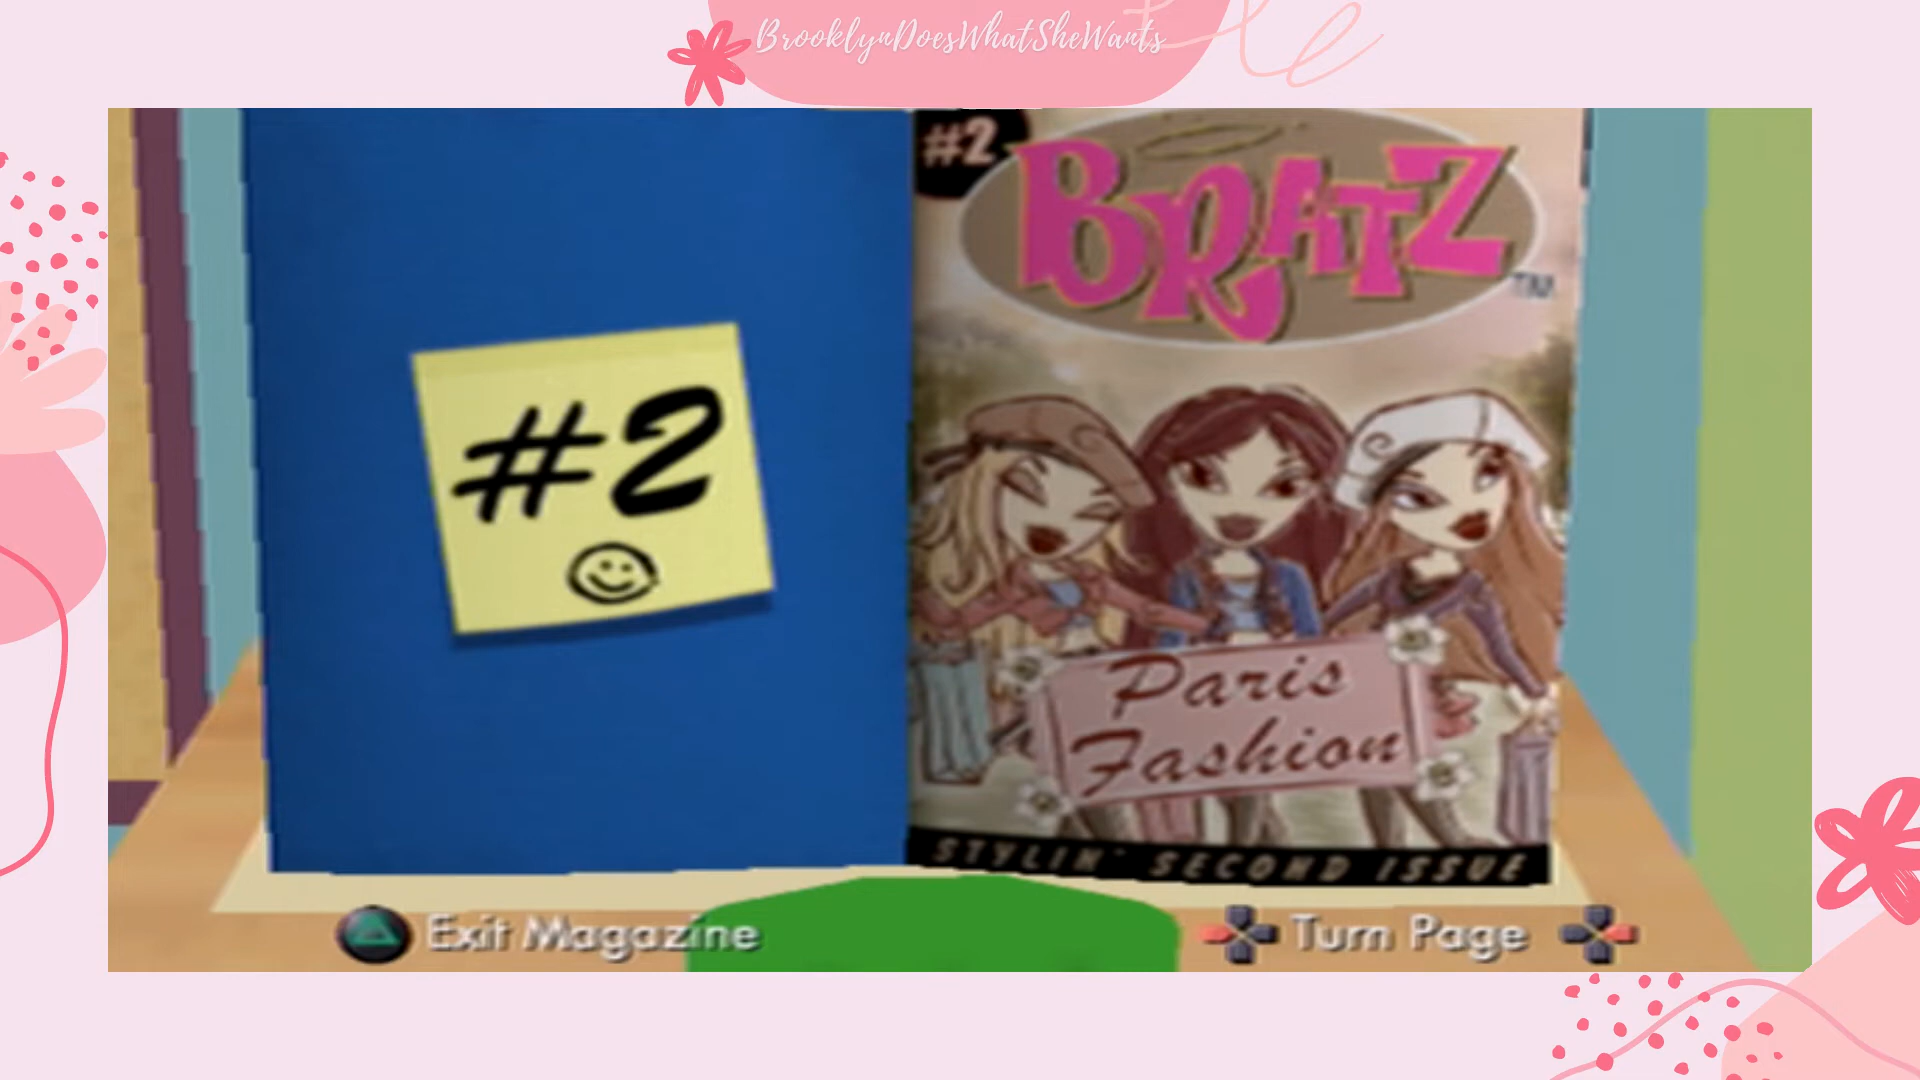 BrooklynDoesWhatSheWants
#2
#2
BRATZ
TM
Paris
Fashion
STYLIN' SECOND ISSUE
Exit Magazine
Turn Page